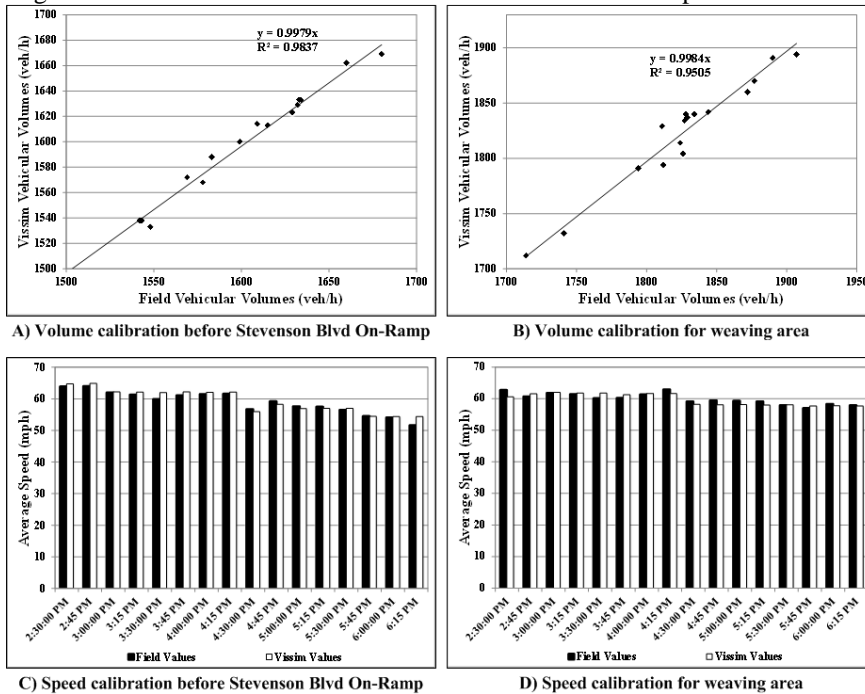 y = 0.9979x
R² = 0.9837
1700
1680
1660
1640
1620
1600
1580
1560
1540
1520
1500
Vissim Vehicular Volumes (veh/h)
1500 1550 1600 1650 1700
Field Vehicular Volumes (veh/h)
A) Volume calibration before Stevenson Blvd On-Ramp
y = 0.9984x
R² = 0.9505
1900
1850
1800
1750
1700
Vissim Vehicular Volumes (veh/h)
1700 1750 1800 1850 1900 1950
Field Vehicular Volumes (veh/h)
B) Volume calibration for weaving area
70
60
50
40
30
20
10
0
Average Speed (mph)
2:30:00 PM
2:45 PM
3:00:00 PM
3:15 PM
3:30:00 PM
3:45 PM
4:00:00 PM
4:15 PM
4:30:00 PM
4:45 PM
5:00:00 PM
5:15 PM
5:30:00 PM
5:45 PM
6:00:00 PM
6:15 PM
Field Values Vissim Values
C) Speed calibration before Stevenson Blvd On-Ramp
70
60
50
40
30
20
10
0
Average Speed (mph)
2:30:00 PM
2:45 PM
3:00:00 PM
3:15 PM
3:30:00 PM
3:45 PM
4:00:00 PM
4:15 PM
4:30:00 PM
4:45 PM
5:00:00 PM
5:15 PM
5:30:00 PM
5:45 PM
6:00:00 PM
6:15 PM
Field Values Vissim Values
D) Speed calibration for weaving area